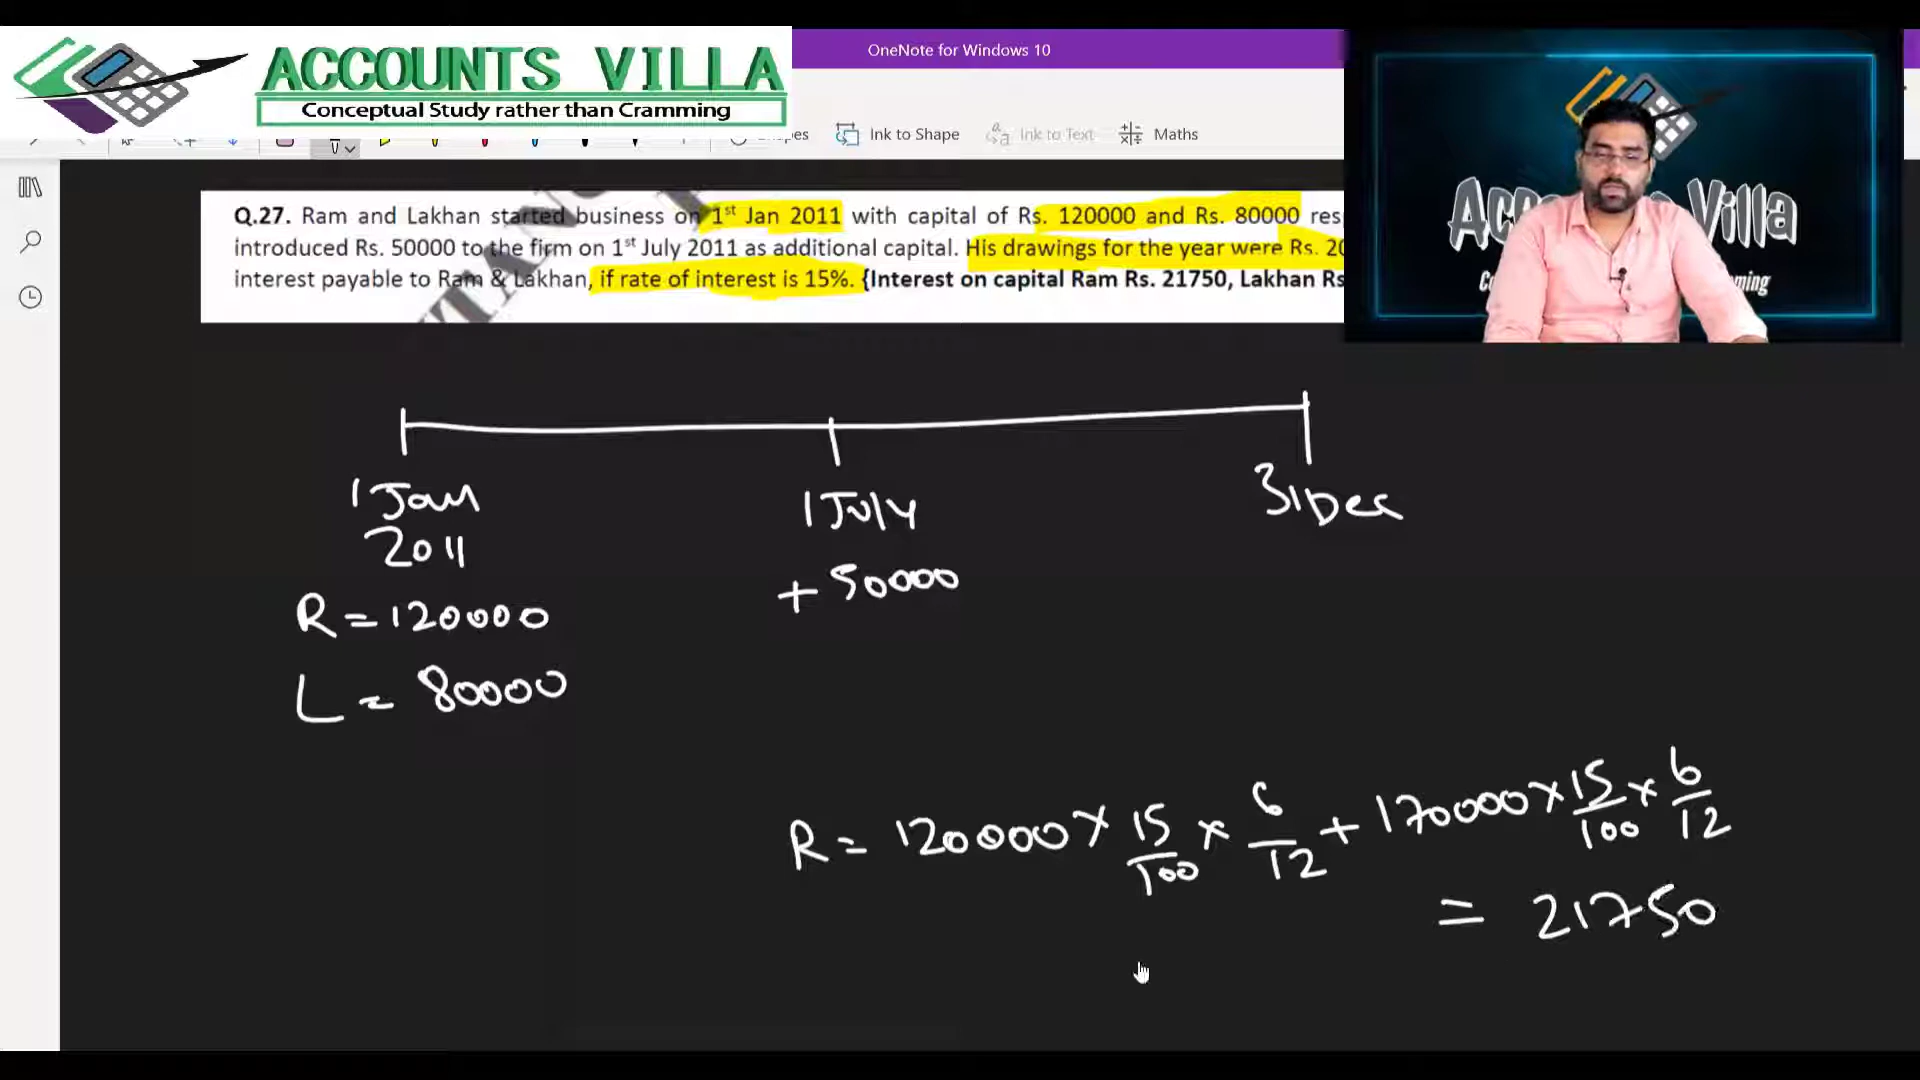 ACCOUNTS VILLA
Conceptual Study rather than Cramming
OneNote for Windows 10
Ink to Shape
Ink to Text
Maths
Q.27. Ram and Lakhan started business on 1st Jan 2011 with capital of Rs. 120000 and Rs. 80000
introduced Rs. 50000 to the firm on 1st July 2011 as additional capital. His drawings for the year were Rs.
interest payable to Ram & Lakhan, if rate of interest is 15%. {Interest on capital Ram Rs. 21750, Lakhan Rs
Villa
1 Jan
2011
1 July
31 Dec
+ 50000
R = 120000
L = 80000
R = 120000 × 15/100 × 6/12 + 170000 × 15/100 × 6/12
= 21750